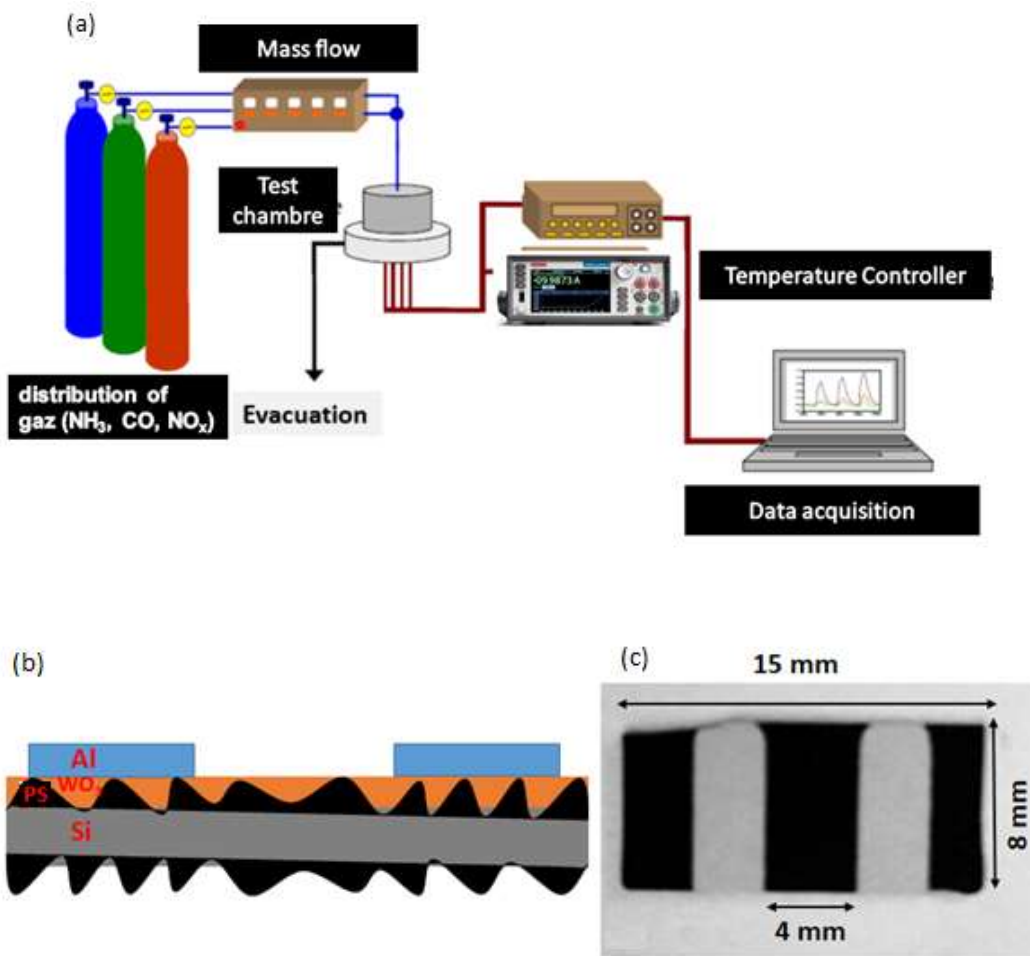 (a)
Mass flow
Test
chambre
Temperature Controller
distribution of
gaz (NH₃, CO, NOₓ)
Evacuation
Data acquisition
(b)
(c)
15 mm
Al
WOₓ
PS
Si
8 mm
4 mm